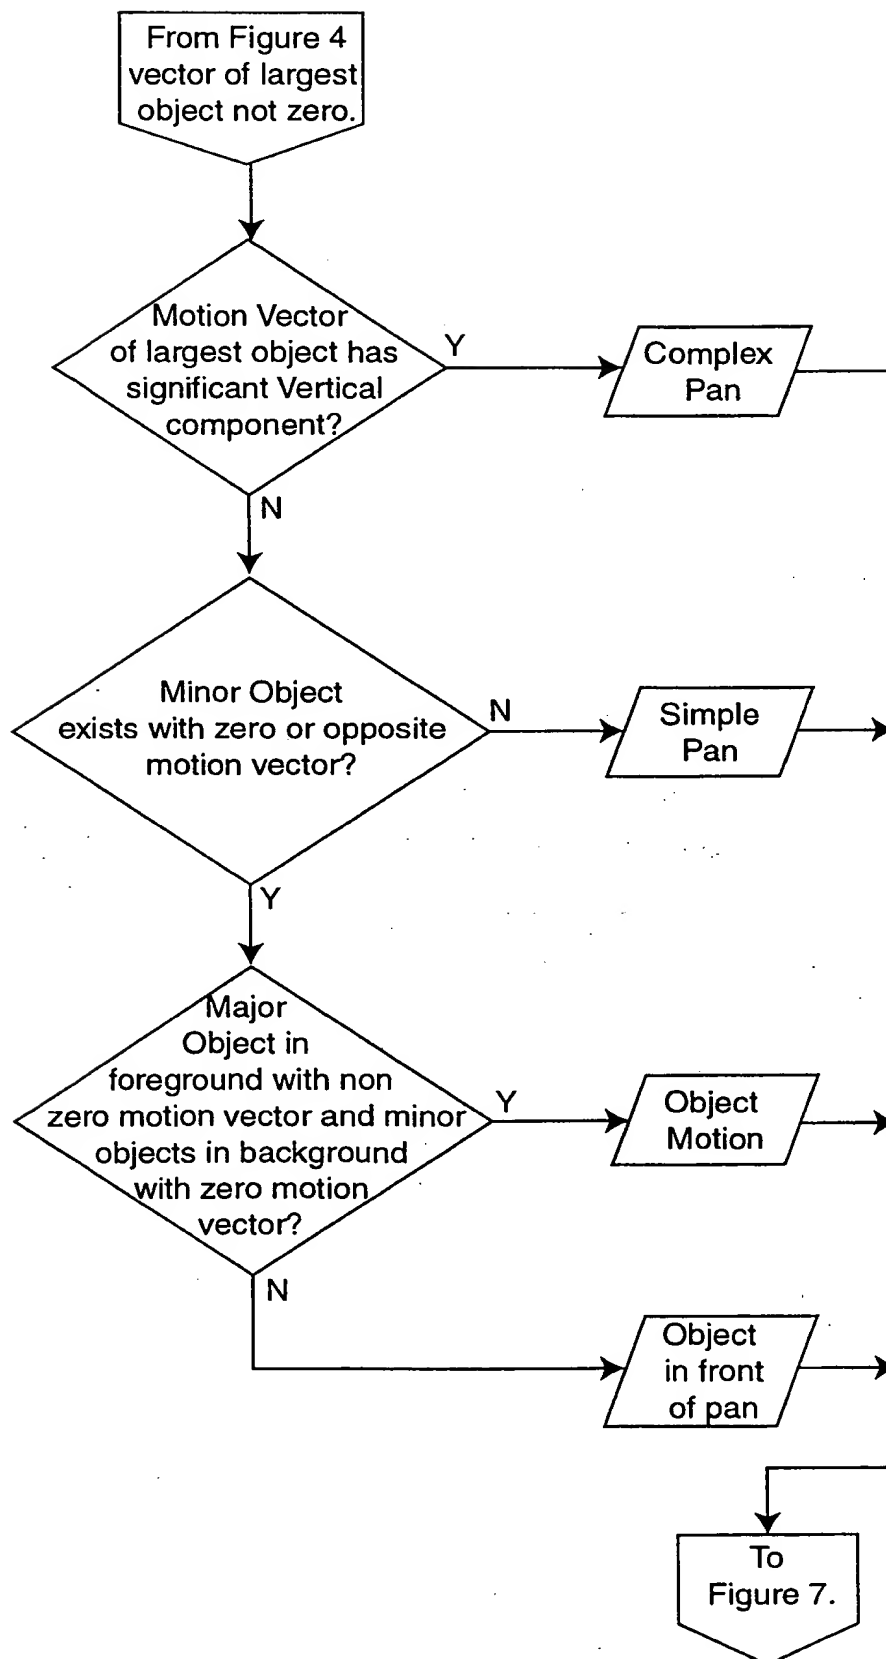 From Figure 4
vector of largest
object not zero.
Motion Vector
of largest object has
significant Vertical
component?
Y
Complex
Pan
N
Minor Object
exists with zero or opposite
motion vector?
N
Simple
Pan
Y
Major
Object in
foreground with non
zero motion vector and minor
objects in background
with zero motion
vector?
Y
Object
Motion
N
Object
in front
of pan
To
Figure 7.